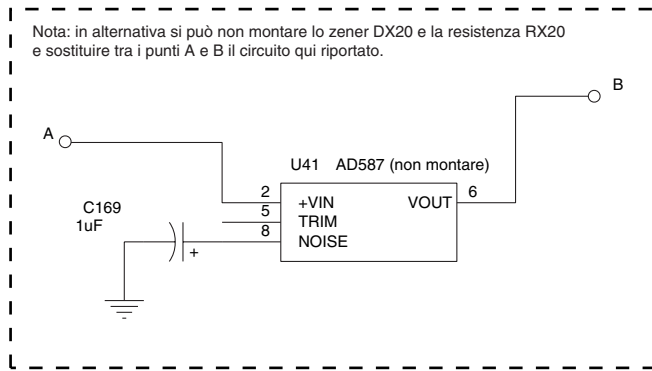 Nota: in alternativa si può non montare lo zener DX20 e la resistenza RX20
e sostituire tra i punti A e B il circuito qui riportato.
B
A
U41 AD587 (non montare)
2 +VIN VOUT 6
5 TRIM
8 NOISE
C169
1uF
+